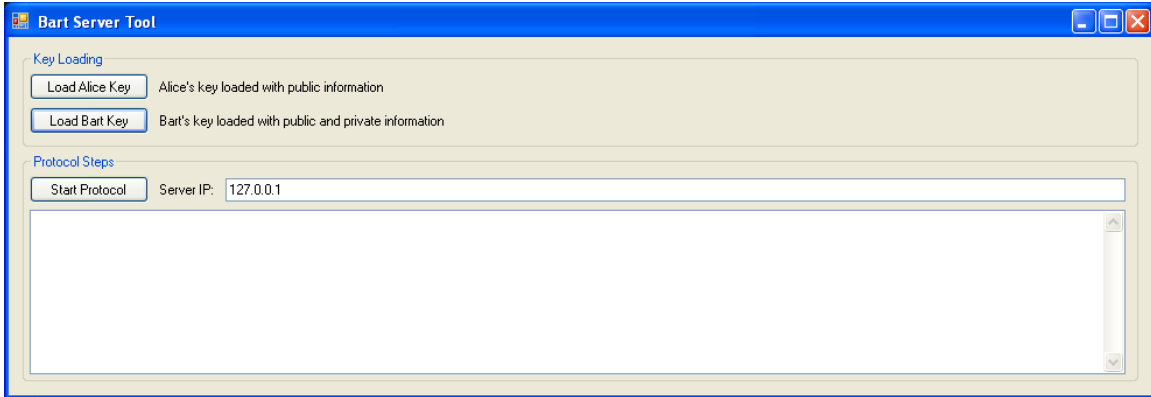 Bart Server Tool
Key Loading
Load Alice Key Alice's key loaded with public information
Load Bart Key Bart's key loaded with public and private information
Protocol Steps
Start Protocol Server IP: 127.0.0.1